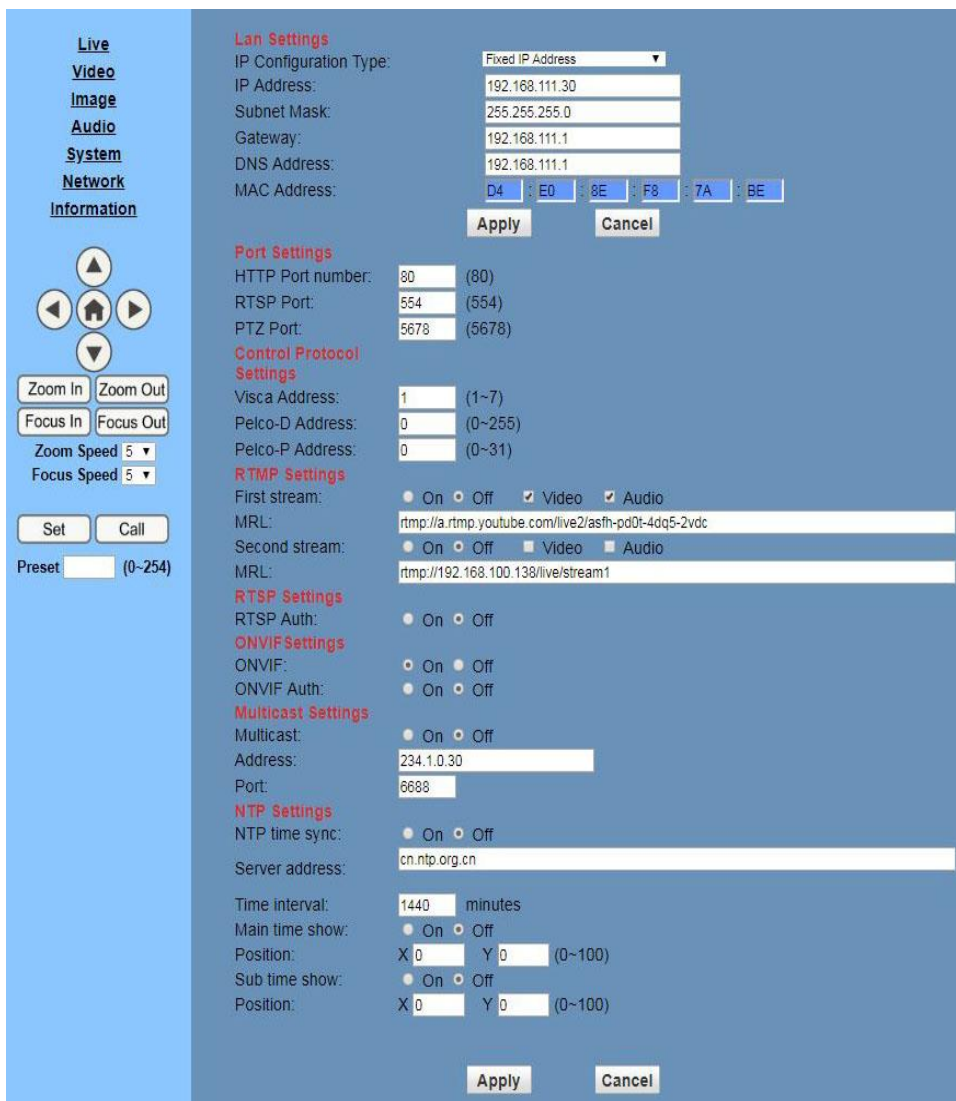 Live
Video
Image
Audio
System
Network
Information
Zoom In Zoom Out
Focus In Focus Out
Zoom Speed 5
Focus Speed 5
Set Call
Preset (0~254)
Lan Settings
IP Configuration Type: Fixed IP Address
IP Address: 192.168.111.30
Subnet Mask: 255.255.255.0
Gateway: 192.168.111.1
DNS Address: 192.168.111.1
MAC Address: D4 : E0 : 8E : F8 : 7A : BE
Apply Cancel
Port Settings
HTTP Port number: 80 (80)
RTSP Port: 554 (554)
PTZ Port: 5678 (5678)
Control Protocol
Settings
Visca Address: 1 (1~7)
Pelco-D Address: 0 (0~255)
Pelco-P Address: 0 (0~31)
RTMP Settings
First stream: On Off Video Audio
MRL: rtmp://a.rtmp.youtube.com/live2/asfh-pd0t-4dq5-2vdc
Second stream: On Off Video Audio
MRL: rtmp://192.168.100.138/live/stream1
RTSP Settings
RTSP Auth: On Off
ONVIFSettings
ONVIF: On Off
ONVIF Auth: On Off
Multicast Settings
Multicast: On Off
Address: 234.1.0.30
Port: 6688
NTP Settings
NTP time sync: On Off
Server address: cn.ntp.org.cn
Time interval: 1440 minutes
Main time show: On Off
Position: X 0 Y 0 (0~100)
Sub time show: On Off
Position: X 0 Y 0 (0~100)
Apply Cancel